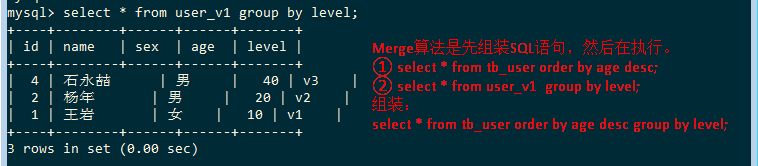 mysql> select * from user_v1 group by level;
+----+--------+------+------+-------+
| id | name | sex | age | level |
+----+--------+------+------+-------+
| 4 | 石永喆 | 男 | 40 | v3 |
| 2 | 杨年 | 男 | 20 | v2 |
| 1 | 王岩 | 女 | 10 | v1 |
+----+--------+------+------+-------+
3 rows in set (0.00 sec)
Merge算法是先组装SQL语句，然后在执行。
① select * from tb_user order by age desc;
② select * from user_v1 group by level;
组装：
select * from tb_user order by age desc group by level;